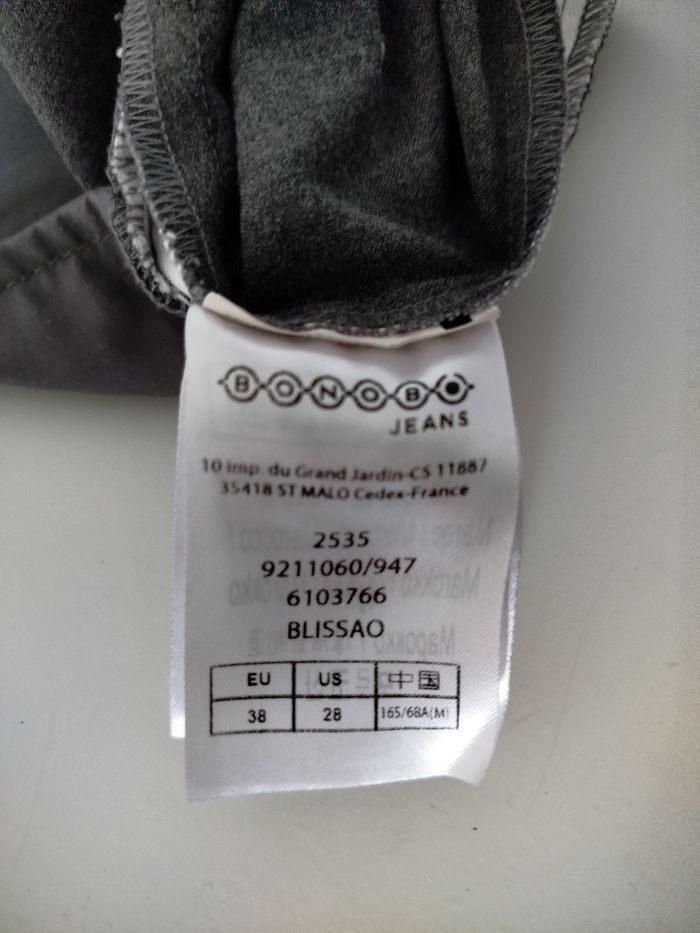 BONOBO
JEANS
10 Imp. du Grand Jardin-CS 11887
35418 ST MALO Cedex-France
2535
9211060/947
6103766
BLISSAO
EU US 中国
38 28 165/68A(M)